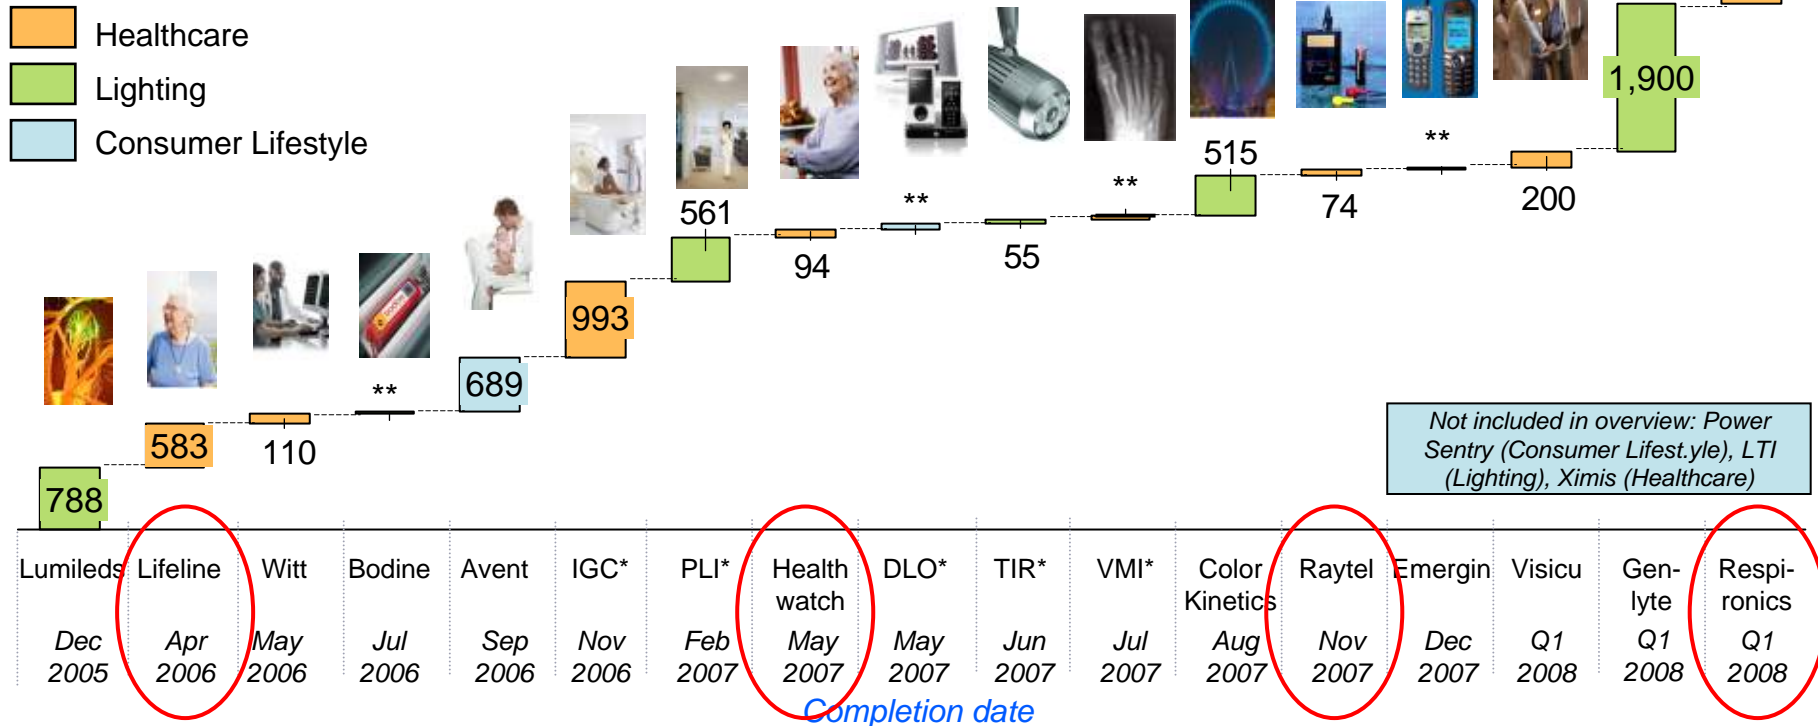 Healthcare
Lighting
Consumer Lifestyle
1,900
**
515
**
74
200
561
**
94
55
993
689
**
583
110
788
Not included in overview: Power
Sentry (Consumer Lifest.yle), LTI
(Lighting), Ximis (Healthcare)
Lumileds Lifeline Witt Bodine Avent IGC* PLI* Health DLO* TIR* VMI* Color Raytel Emergin Visicu Gen- Respi-
watch Kinetics lyte ronics
Dec Apr May Jul Sep Nov Feb May May Jun Jul Aug Nov Dec Q1 Q1 Q1
2005 2006 2006 2006 2006 2006 2007 2007 2007 2007 2007 2007 2007 2007 2008 2008 2008
Completion date